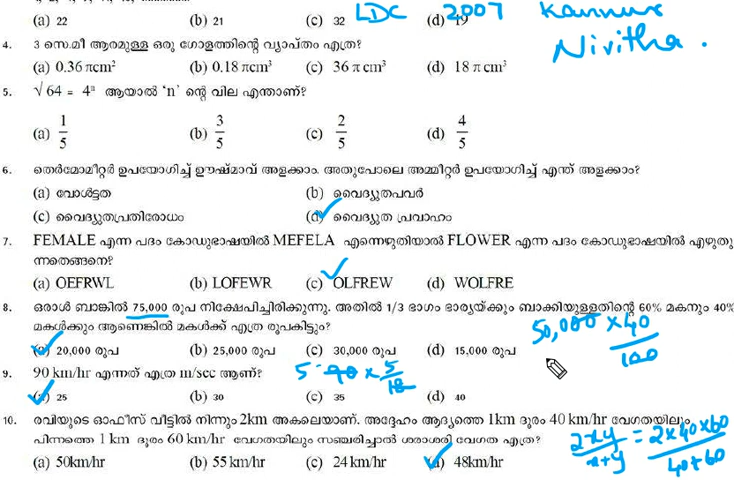 (a) 22 (b) 21 (c) 32 (d) 19
LDC 2007 Kannur
Nivitha.
4. 3 സെ.മീ ആരമുള്ള ഒരു ഗോളത്തിന്റെ വ്യാപ്തം എത്ര?
(a) 0.36 πcm² (b) 0.18 πcm³ (c) 36 π cm³ (d) 18 π cm³
5. √64 = 4ⁿ ആയാൽ 'n' ന്റെ വില എന്താണ്?
(a) 1/5 (b) 3/5 (c) 2/5 (d) 4/5
6. തെർമോമീറ്റർ ഉപയോഗിച്ച് ഊഷ്മാവ് അളക്കാം. അതുപോലെ അമ്മീറ്റർ ഉപയോഗിച്ച് എന്ത് അളക്കാം?
(a) വോൾട്ടത (b) വൈദ്യുതപവർ
(c) വൈദ്യുതപ്രതിരോധം (d) വൈദ്യുത പ്രവാഹം
7. FEMALE എന്ന പദം കോഡുഭാഷയിൽ MEFELA എന്നെഴുതിയാൽ FLOWER എന്ന പദം കോഡുഭാഷയിൽ എഴുതു
ന്നതെങ്ങനെ?
(a) OEFRWL (b) LOFEWR (c) OLFREW (d) WOLFRE
8. ഒരാൾ ബാങ്കിൽ 75,000 രൂപ നിക്ഷേപിച്ചിരിക്കുന്നു. അതിൽ 1/3 ഭാഗം ഭാര്യയ്ക്കും ബാക്കിയുള്ളതിന്റെ 60% മകനും 40%
മകൾക്കും ആണെങ്കിൽ മകൾക്ക് എത്ര രൂപകിട്ടും?
50,000 × 40
100
(a) 20,000 രൂപ (b) 25,000 രൂപ (c) 30,000 രൂപ (d) 15,000 രൂപ
9. 90 km/hr എന്നത് എത്ര m/sec ആണ്?
5 90 × 5/18
25 (b) 30 (c) 35 (d) 40
10. രവിയുടെ ഓഫീസ് വീട്ടിൽ നിന്നും 2km അകലെയാണ്. അദ്ദേഹം ആദ്യത്തെ 1km ദൂരം 40 km/hr വേഗതയിലും
പിന്നത്തെ 1 km ദൂരം 60 km/hr വേഗതയിലും സഞ്ചരിച്ചാൽ ശരാശരി വേഗത എത്ര?
2xy/x+y = 2×40×60/40+60
(a) 50km/hr (b) 55 km/hr (c) 24 km/hr (d) 48km/hr